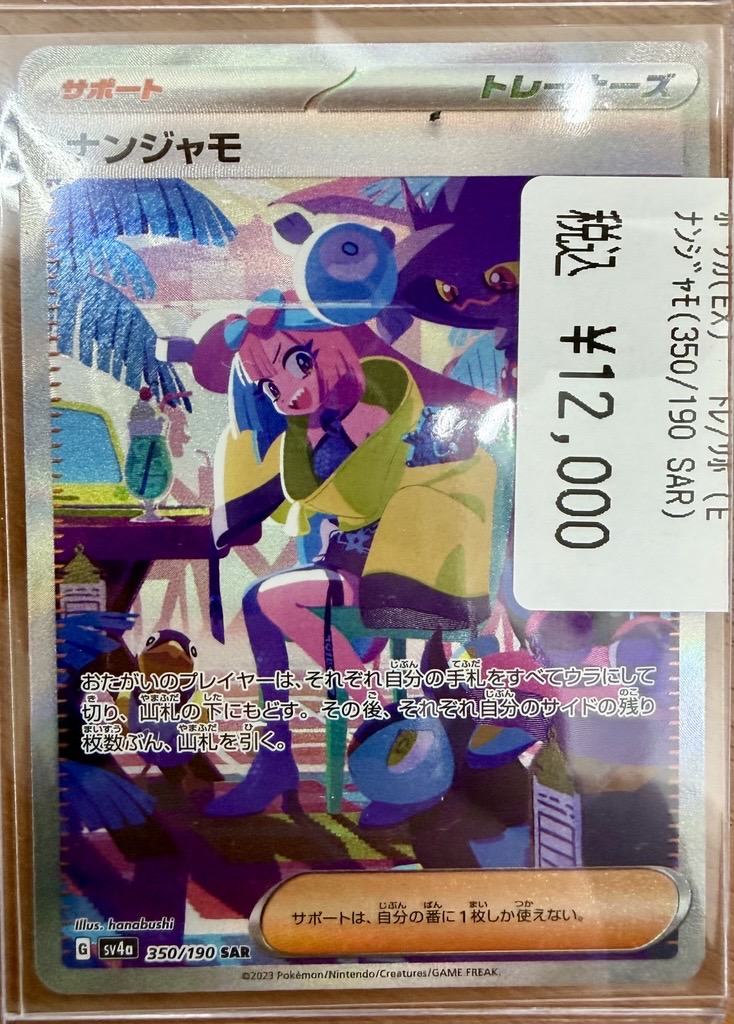 サポート
トレーナーズ
ナンジャモ
トレ/サポ (E
ナンジャモ(350/190 SAR)
税込 ¥12,000
おたがいのプレイヤーは、それぞれ自分の手札をすべてウラにして
切り、山札の下にもどす。その後、それぞれ自分のサイドの残り
枚数ぶん、山札を引く。
サポートは、自分の番に1枚しか使えない。
Illus. hanabushi
G sv4a 350/190 SAR
©2023 Pokémon/Nintendo/Creatures/GAME FREAK.